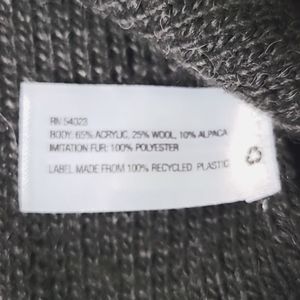 RN 54023
BODY: 65% ACRYLIC, 25% WOOL, 10% ALPACA
IMITATION FUR: 100% POLYESTER
LABEL MADE FROM 100% RECYCLED PLASTIC